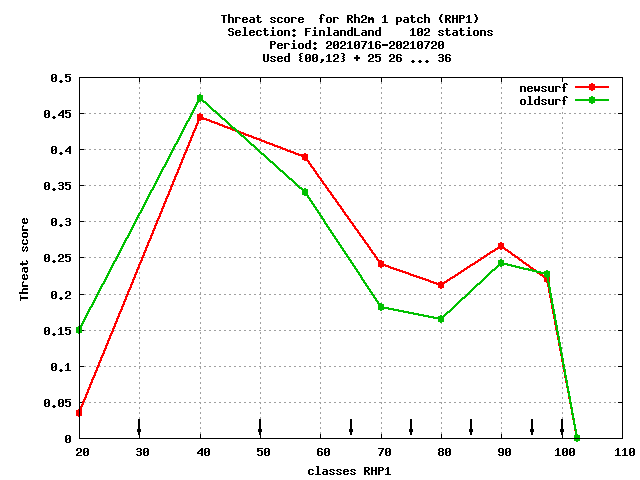 Threat score  for Rh2m 1 patch (RHP1)
Selection: FinlandLand    102 stations
Period: 20210716-20210720
Used {00,12} + 25 26 ... 36
newsurf
oldsurf
0.5
0.45
0.4
0.35
0.3
0.25
0.2
0.15
0.1
0.05
0
Threat score
20 30 40 50 60 70 80 90 100 110
classes RHP1